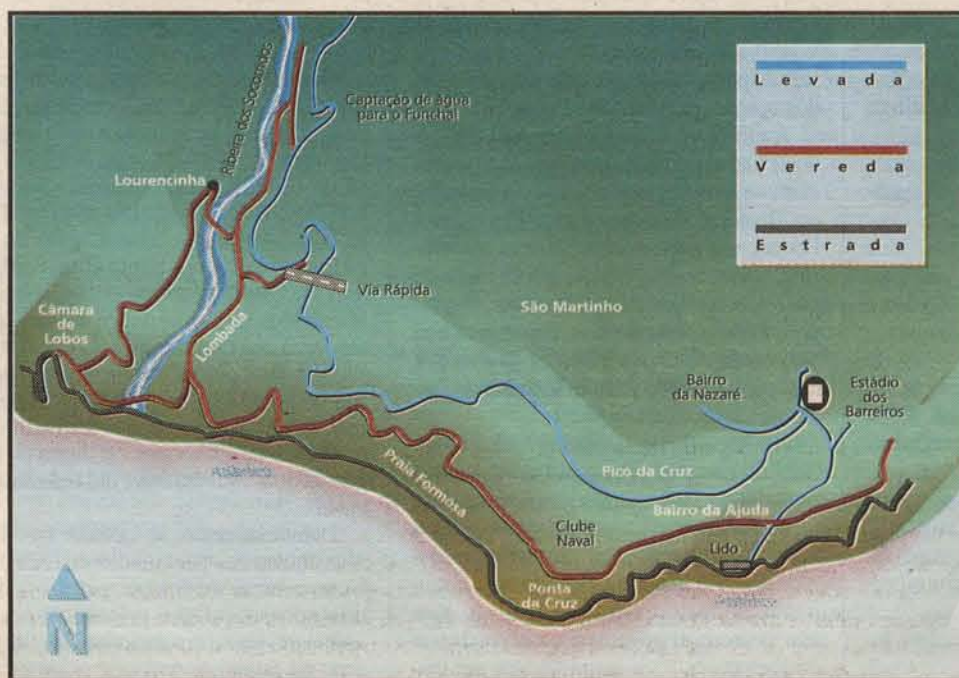 Ribeira dos Socorridos
Captação de água
para o Funchal
Lourencinha
Levada
Vereda
Estrada
Via Rápida
São Martinho
Câmara
de
Lobos
Lombada
Bairro
da Nazaré
Estádio
dos
Barreiros
Atlântico
Praia Formosa
Pico da Cruz
Bairro da Ajuda
Clube
Naval
Lido
Ponta
da Cruz
Atlântico
N